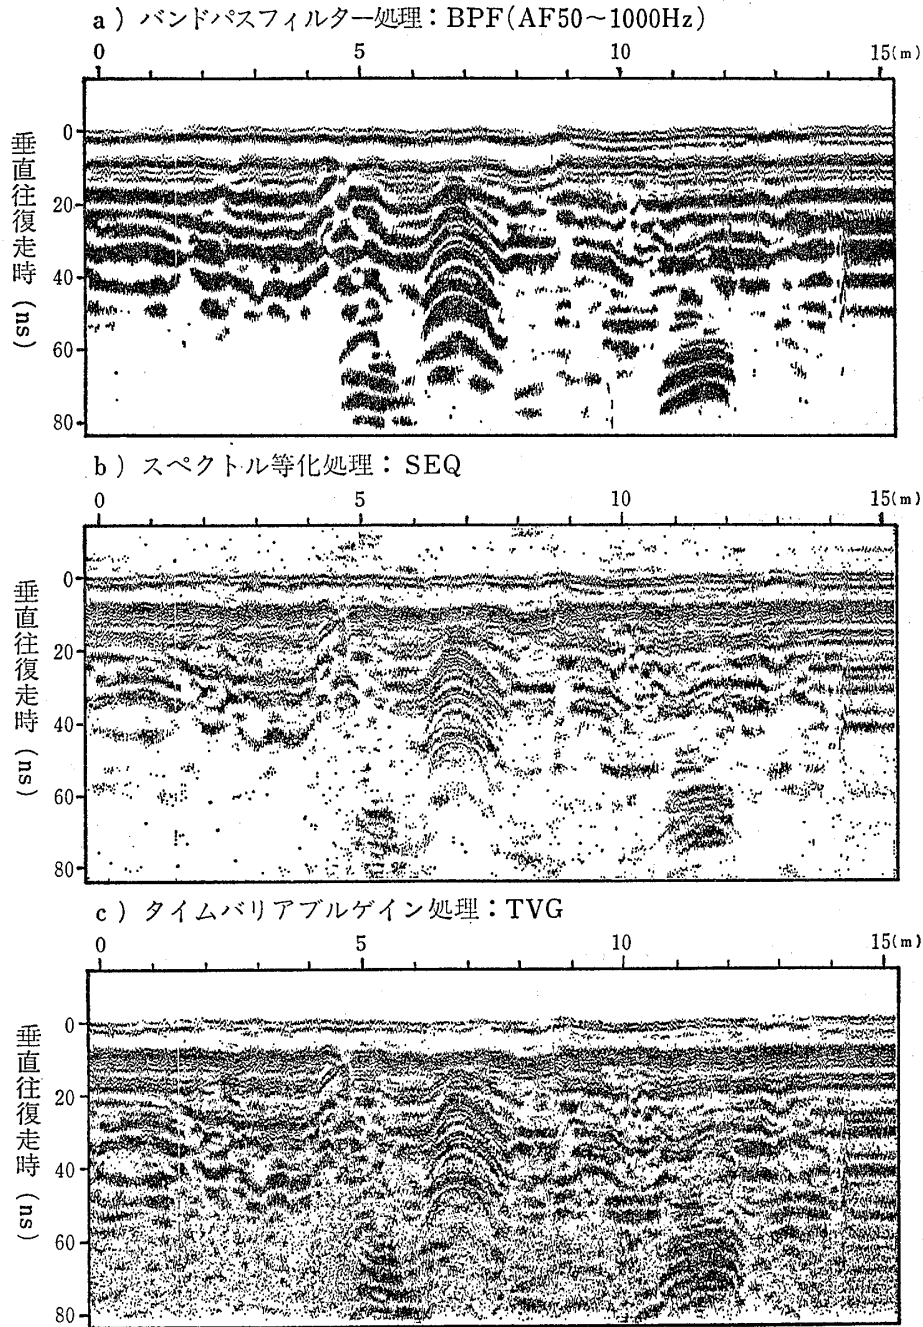 a) バンドパスフィルター処理：BPF(AF50〜1000Hz)
0 5 10 15(m)
垂直往復走時 (ns)
0
20
40
60
80
b) スペクトル等化処理：SEQ
0 5 10 15(m)
垂直往復走時 (ns)
0
20
40
60
80
c) タイムバリアブルゲイン処理：TVG
0 5 10 15(m)
垂直往復走時 (ns)
0
20
40
60
80